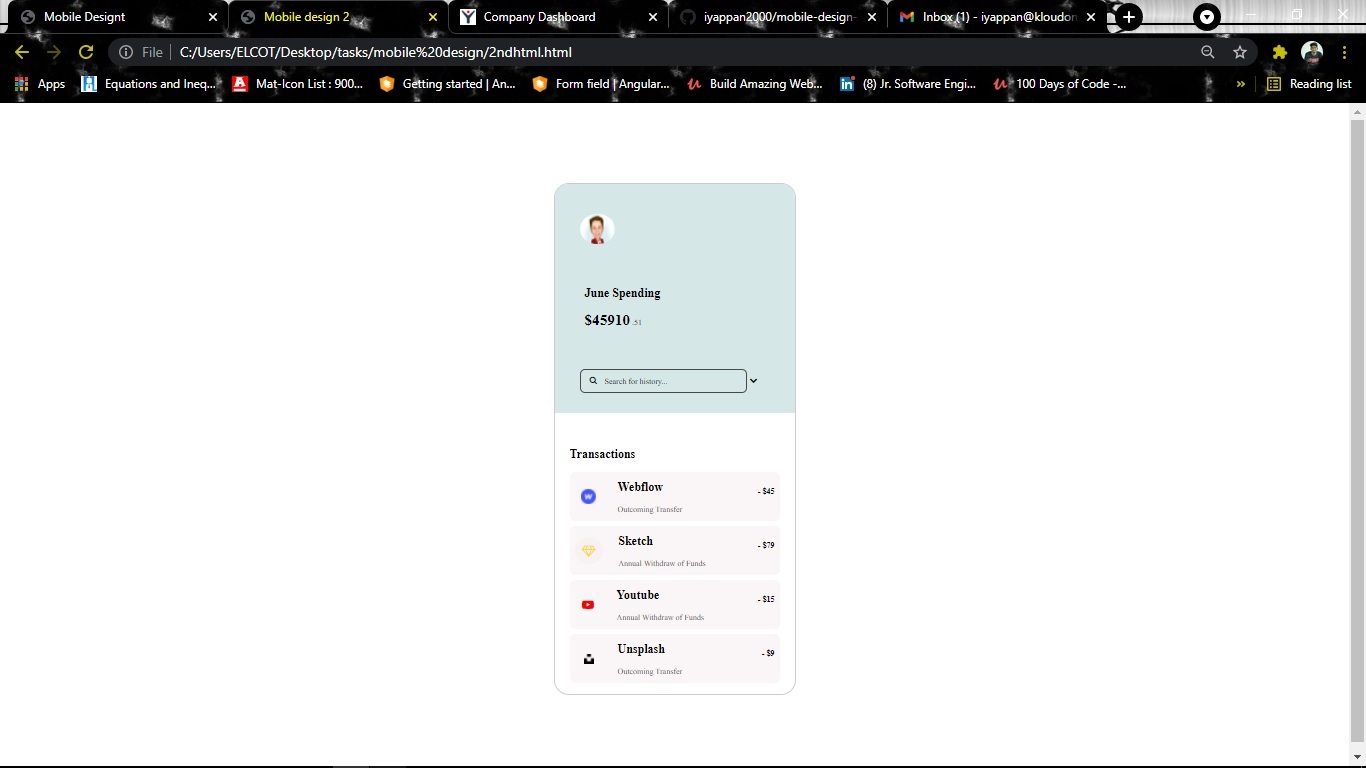 Mobile Designt
Mobile design 2
Company Dashboard
iyappan2000/mobile-design-
Inbox (1) - iyappan@kloudon
File
C:/Users/ELCOT/Desktop/tasks/mobile%20design/2ndhtml.html
Apps
Equations and Ineq...
Mat-Icon List : 900...
Getting started | An...
Form field | Angular...
Build Amazing Web...
(8) Jr. Software Engi...
100 Days of Code -...
»
Reading list
June Spending
$45910 .51
Search for history...
Transactions
Webflow
- $45
Outcoming Transfer
Sketch
- $79
Annual Withdraw of Funds
Youtube
- $15
Annual Withdraw of Funds
Unsplash
- $9
Outcoming Transfer